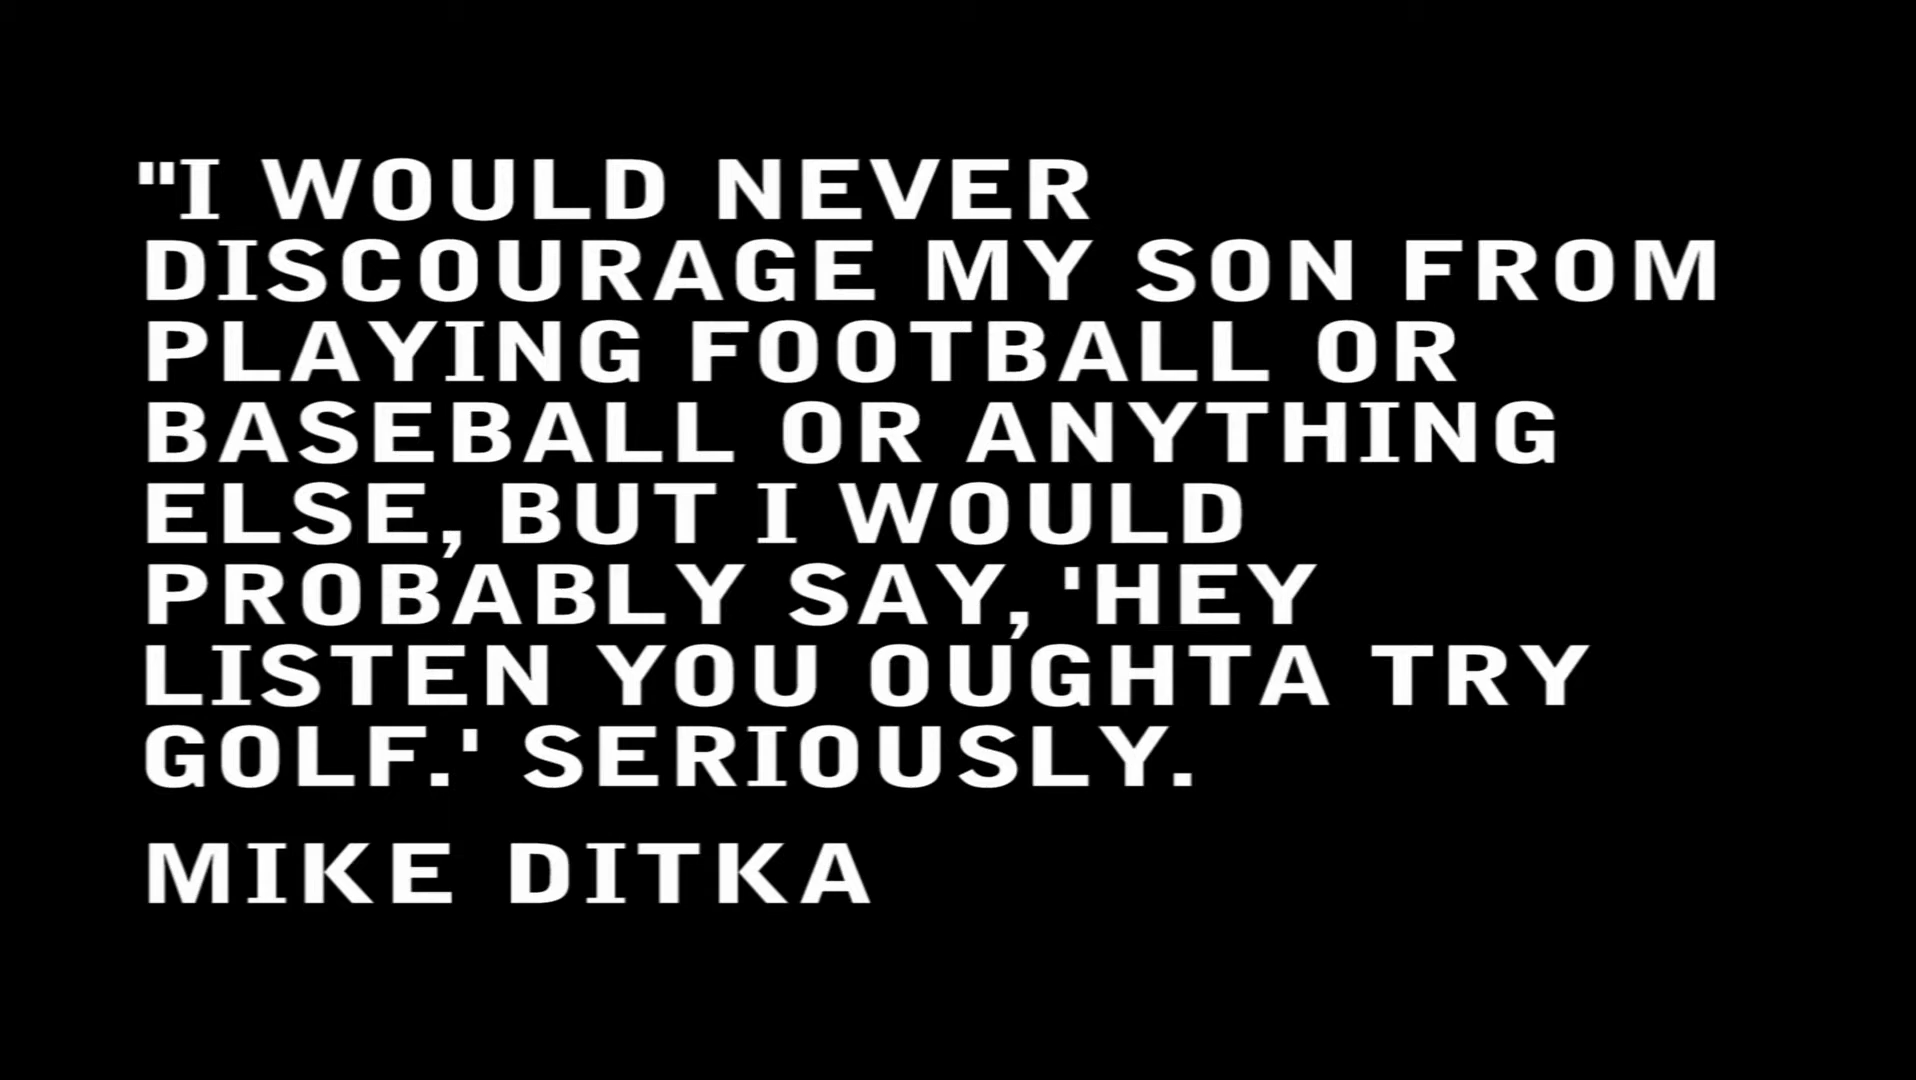 "I WOULD NEVER
DISCOURAGE MY SON FROM
PLAYING FOOTBALL OR
BASEBALL OR ANYTHING
ELSE, BUT I WOULD
PROBABLY SAY, 'HEY
LISTEN YOU OUGHTA TRY
GOLF.' SERIOUSLY.
MIKE DITKA